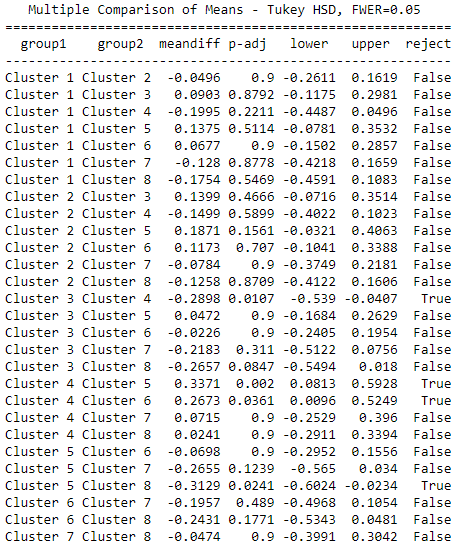 Multiple Comparison of Means - Tukey HSD, FWER=0.05
================================================================
group1 group2 meandiff p-adj lower upper reject
----------------------------------------------------------------
Cluster 1 Cluster 2 -0.0496 0.9 -0.2611 0.1619 False
Cluster 1 Cluster 3 0.0903 0.8792 -0.1175 0.2981 False
Cluster 1 Cluster 4 -0.1995 0.2211 -0.4487 0.0496 False
Cluster 1 Cluster 5 0.1375 0.5114 -0.0781 0.3532 False
Cluster 1 Cluster 6 0.0677 0.9 -0.1502 0.2857 False
Cluster 1 Cluster 7 -0.128 0.8778 -0.4218 0.1659 False
Cluster 1 Cluster 8 -0.1754 0.5469 -0.4591 0.1083 False
Cluster 2 Cluster 3 0.1399 0.4666 -0.0716 0.3514 False
Cluster 2 Cluster 4 -0.1499 0.5899 -0.4022 0.1023 False
Cluster 2 Cluster 5 0.1871 0.1561 -0.0321 0.4063 False
Cluster 2 Cluster 6 0.1173 0.707 -0.1041 0.3388 False
Cluster 2 Cluster 7 -0.0784 0.9 -0.3749 0.2181 False
Cluster 2 Cluster 8 -0.1258 0.8709 -0.4122 0.1606 False
Cluster 3 Cluster 4 -0.2898 0.0107 -0.539 -0.0407 True
Cluster 3 Cluster 5 0.0472 0.9 -0.1684 0.2629 False
Cluster 3 Cluster 6 -0.0226 0.9 -0.2405 0.1954 False
Cluster 3 Cluster 7 -0.2183 0.311 -0.5122 0.0756 False
Cluster 3 Cluster 8 -0.2657 0.0847 -0.5494 0.018 False
Cluster 4 Cluster 5 0.3371 0.002 0.0813 0.5928 True
Cluster 4 Cluster 6 0.2673 0.0361 0.0096 0.5249 True
Cluster 4 Cluster 7 0.0715 0.9 -0.2529 0.396 False
Cluster 4 Cluster 8 0.0241 0.9 -0.2911 0.3394 False
Cluster 5 Cluster 6 -0.0698 0.9 -0.2952 0.1556 False
Cluster 5 Cluster 7 -0.2655 0.1239 -0.565 0.034 False
Cluster 5 Cluster 8 -0.3129 0.0241 -0.6024 -0.0234 True
Cluster 6 Cluster 7 -0.1957 0.489 -0.4968 0.1054 False
Cluster 6 Cluster 8 -0.2431 0.1771 -0.5343 0.0481 False
Cluster 7 Cluster 8 -0.0474 0.9 -0.3991 0.3042 False